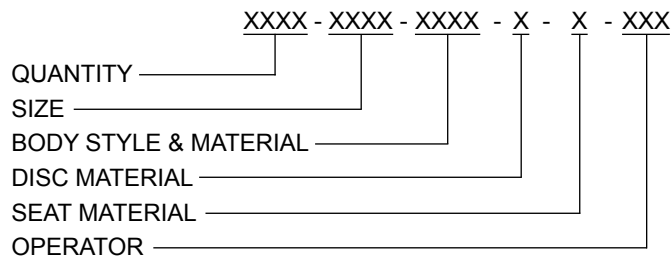 XXXX - XXXX - XXXX - X - X - XXX
QUANTITY
SIZE
BODY STYLE & MATERIAL
DISC MATERIAL
SEAT MATERIAL
OPERATOR